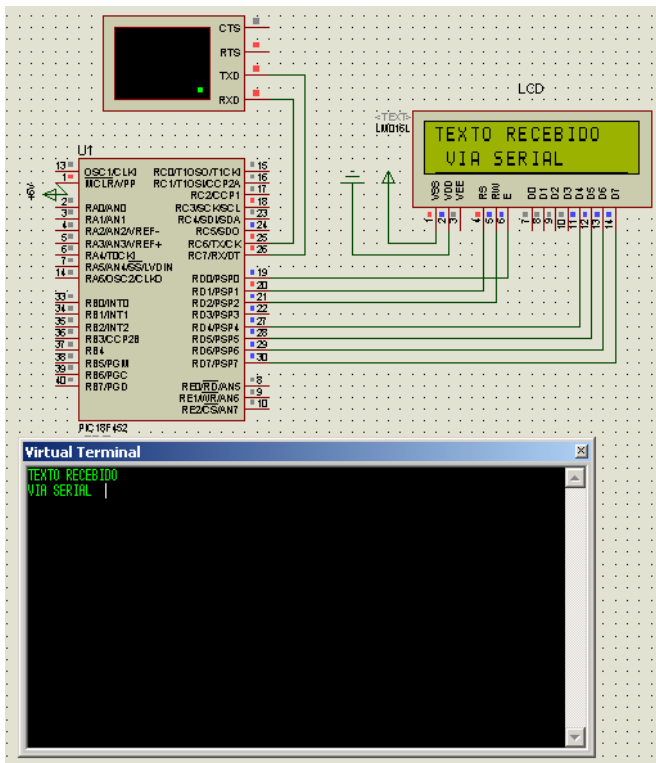 CTS
RTS
TXD
RXD
LCD
<TEXT>
LM016L
TEXTO RECEBIDO
VIA SERIAL
VSS VDD VEE RS RW E D0 D1 D2 D3 D4 D5 D6 D7
1 2 3 4 5 6 7 8 9 10 11 12 13 14
U1
+5V
13 OSC1/CLKI RC0/T1OSO/T1CKI 15
1 MCLR/VPP RC1/T1OSI/CCP2A 16
RC2/CCP1 17
2 RA0/AN0 RC3/SCK/SCL 18
3 RA1/AN1 RC4/SDI/SDA 23
4 RA2/AN2/VREF- RC5/SDO 24
5 RA3/AN3/VREF+ RC6/TX/CK 25
6 RA4/T0CKI RC7/RX/DT 26
7 RA5/AN4/SS/LVDIN
14 RA6/OSC2/CLKO RD0/PSP0 19
RD1/PSP1 20
33 RB0/INT0 RD2/PSP2 21
34 RB1/INT1 RD3/PSP3 22
35 RB2/INT2 RD4/PSP4 27
36 RB3/CCP2B RD5/PSP5 28
37 RB4 RD6/PSP6 29
38 RB5/PGM RD7/PSP7 30
39 RB6/PGC
40 RB7/PGD RE0/RD/AN5 8
RE1/WR/AN6 9
RE2/CS/AN7 10
PIC18F452
Virtual Terminal
TEXTO RECEBIDO
VIA SERIAL